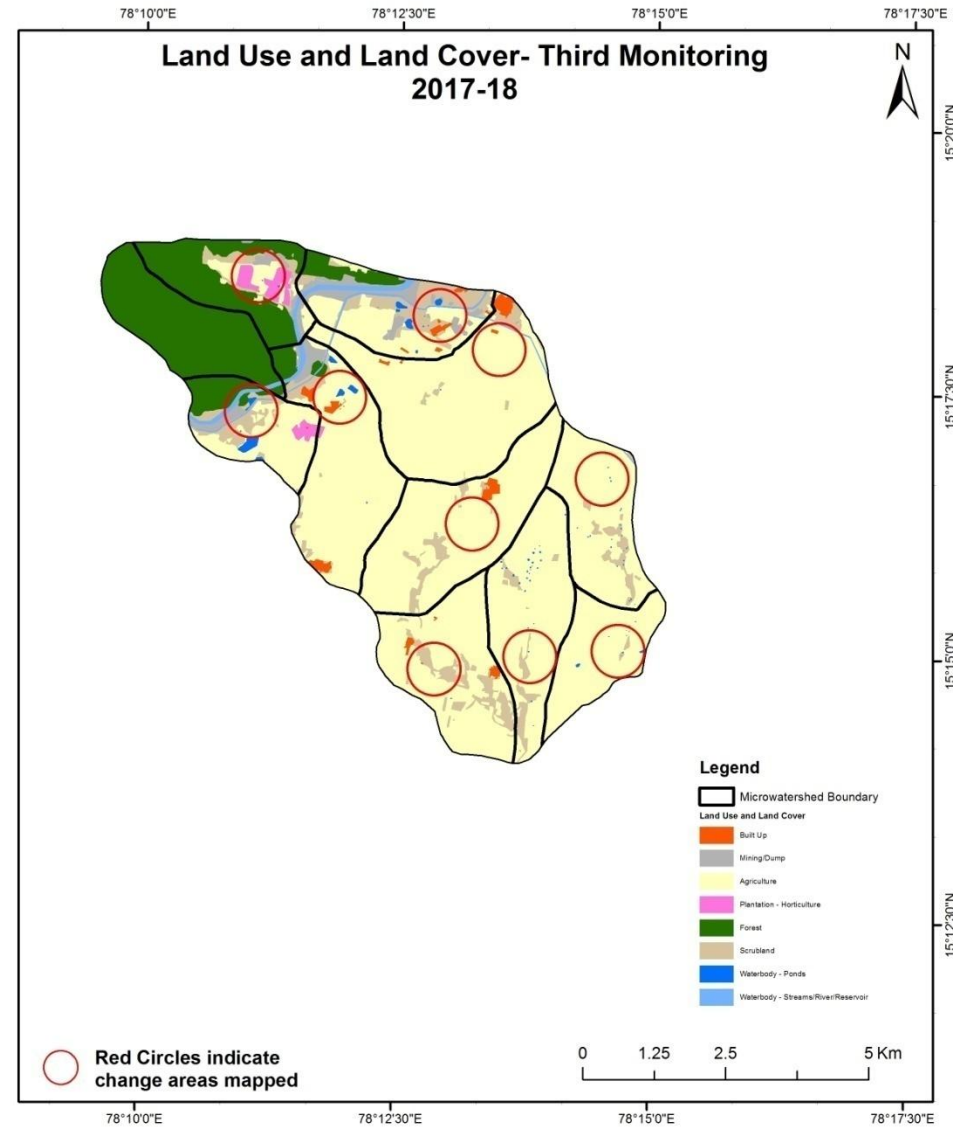 78°10'0"E
78°12'30"E
78°15'0"E
78°17'30"E
Land Use and Land Cover- Third Monitoring
2017-18
N
15°20'0"N
15°17'30"N
15°15'0"N
15°12'30"N
Legend
Microwatershed Boundary
Land Use and Land Cover
Built Up
Mining/Dump
Agriculture
Plantation - Horticulture
Forest
Scrubland
Waterbody - Ponds
Waterbody - Streams/River/Reservoir
Red Circles indicate
change areas mapped
0 1.25 2.5 5 Km
78°10'0"E
78°12'30"E
78°15'0"E
78°17'30"E